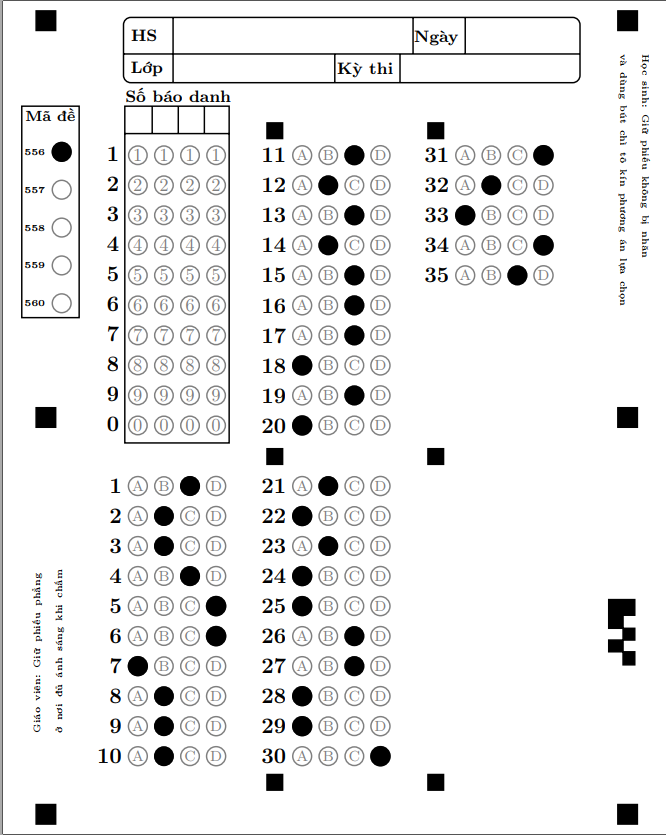 HS Ngày
Lớp Kỳ thi
Học sinh: Giữ phiếu không bị nhăn
và dùng bút chì tô kín phương án lựa chọn
Mã đề
556
557
558
559
560
Số báo danh
1 1 1 1 1
2 2 2 2 2
3 3 3 3 3
4 4 4 4 4
5 5 5 5 5
6 6 6 6 6
7 7 7 7 7
8 8 8 8 8
9 9 9 9 9
0 0 0 0 0
11 A B D
12 A C D
13 A B D
14 A C D
15 A B D
16 A B D
17 A B D
18 B C D
19 A B D
20 B C D
31 A B C
32 A C D
33 B C D
34 A B C
35 A B D
1 A B D
2 A C D
3 A C D
4 A B D
5 A B C
6 A B C
7 B C D
8 A C D
9 A C D
10 A C D
21 A C D
22 B C D
23 A C D
24 B C D
25 B C D
26 A B D
27 A B D
28 B C D
29 B C D
30 A B C
Giáo viên: Giữ phiếu phẳng
ở nơi đủ ánh sáng khi chấm